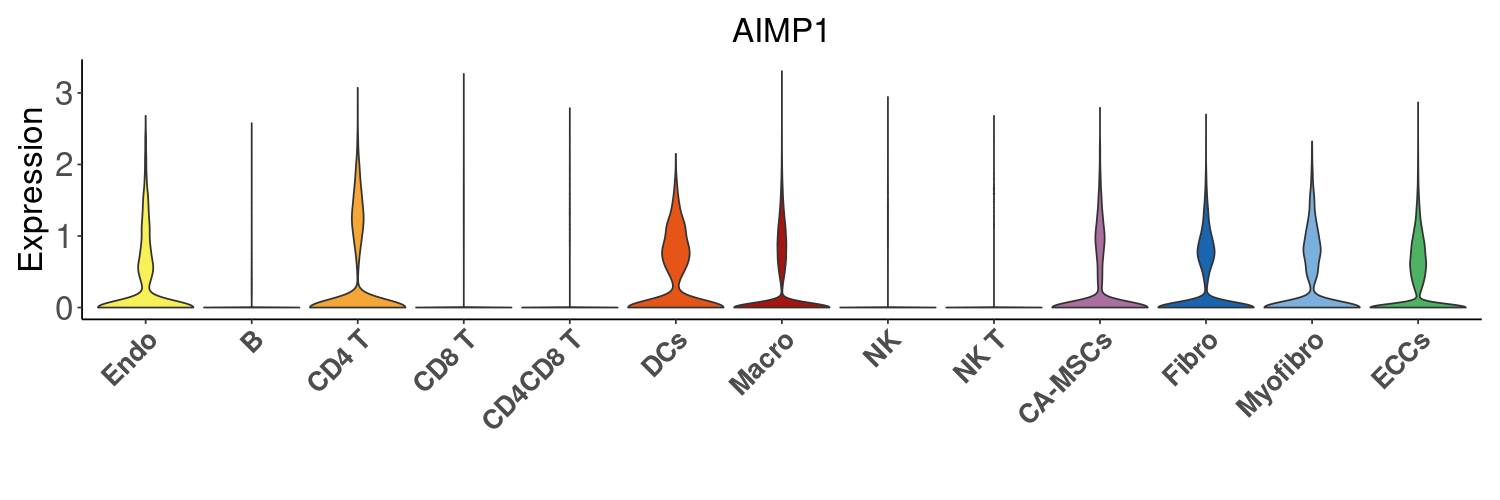 AIMP1
Expression
3
2
1
0
Endo
B
CD4 T
CD8 T
CD4CD8 T
DCs
Macro
NK
NK T
CA-MSCs
Fibro
Myofibro
ECCs